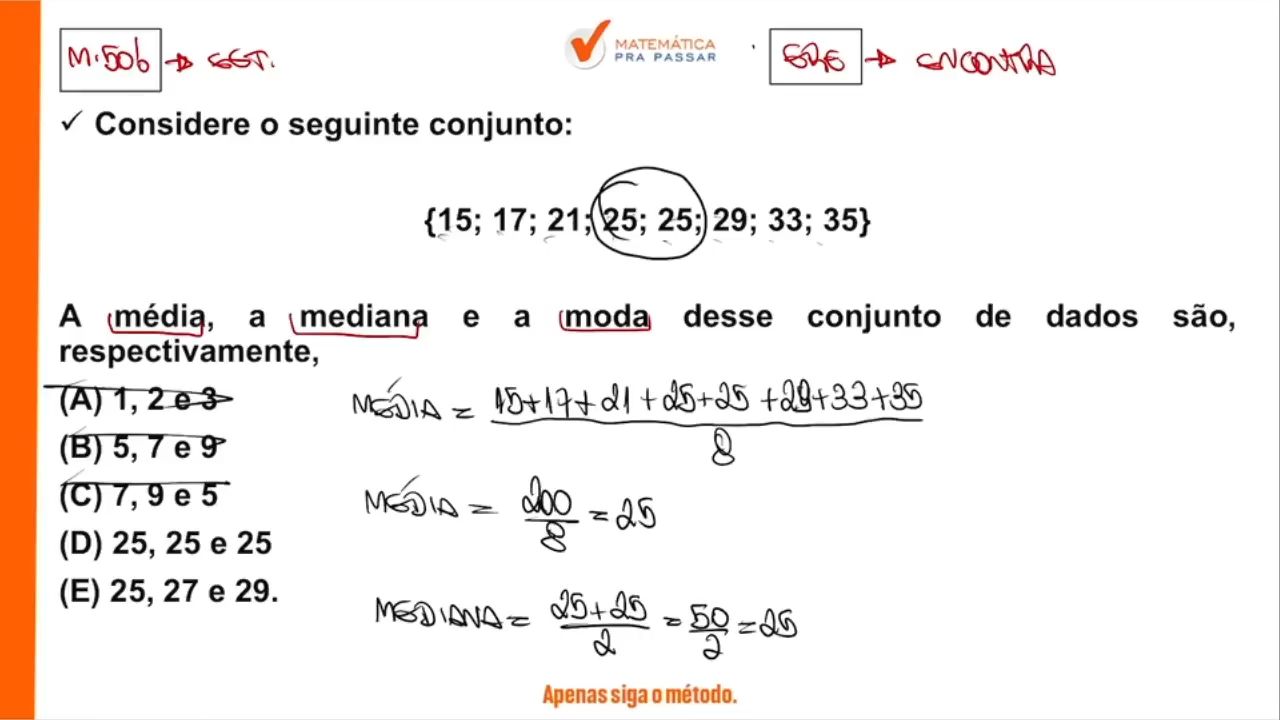 M.50b → EST.
MATEMÁTICA
PRA PASSAR
→ ENCONTRA
✓ Considere o seguinte conjunto:
{15; 17; 21; 25; 25; 29; 33; 35}
A média, a mediana e a moda desse conjunto de dados são,
respectivamente,
(A) 1, 2 e 3
(B) 5, 7 e 9
(C) 7, 9 e 5
(D) 25, 25 e 25
(E) 25, 27 e 29.
MÉDIA = 15+17+21+25+25+29+33+35
8
MÉDIA = 200/8 = 25
MEDIANA = 25+25/2 = 50/2 = 25
Apenas siga o método.